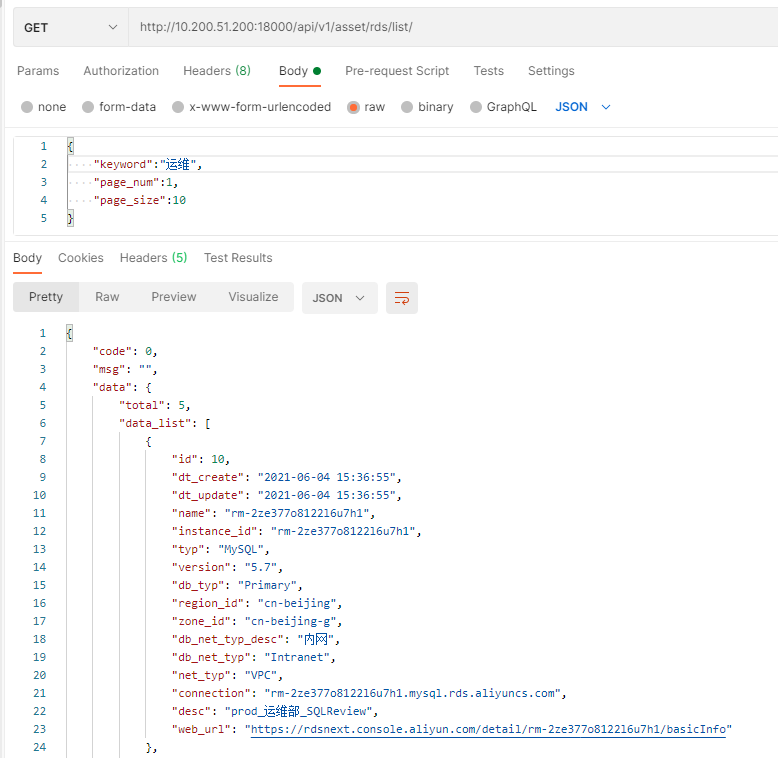 GET http://10.200.51.200:18000/api/v1/asset/rds/list/
Params Authorization Headers (8) Body Pre-request Script Tests Settings
none form-data x-www-form-urlencoded raw binary GraphQL JSON
1 {
2 "keyword":"运维",
3 "page_num":1,
4 "page_size":10
5 }
Body Cookies Headers (5) Test Results
Pretty Raw Preview Visualize JSON
1 {
2 "code": 0,
3 "msg": "",
4 "data": {
5 "total": 5,
6 "data_list": [
7 {
8 "id": 10,
9 "dt_create": "2021-06-04 15:36:55",
10 "dt_update": "2021-06-04 15:36:55",
11 "name": "rm-2ze377o8122l6u7h1",
12 "instance_id": "rm-2ze377o8122l6u7h1",
13 "typ": "MySQL",
14 "version": "5.7",
15 "db_typ": "Primary",
16 "region_id": "cn-beijing",
17 "zone_id": "cn-beijing-g",
18 "db_net_typ_desc": "内网",
19 "db_net_typ": "Intranet",
20 "net_typ": "VPC",
21 "connection": "rm-2ze377o8122l6u7h1.mysql.rds.aliyuncs.com",
22 "desc": "prod_运维部_SQLReview",
23 "web_url": "https://rdsnext.console.aliyun.com/detail/rm-2ze377o8122l6u7h1/basicInfo"
24 },